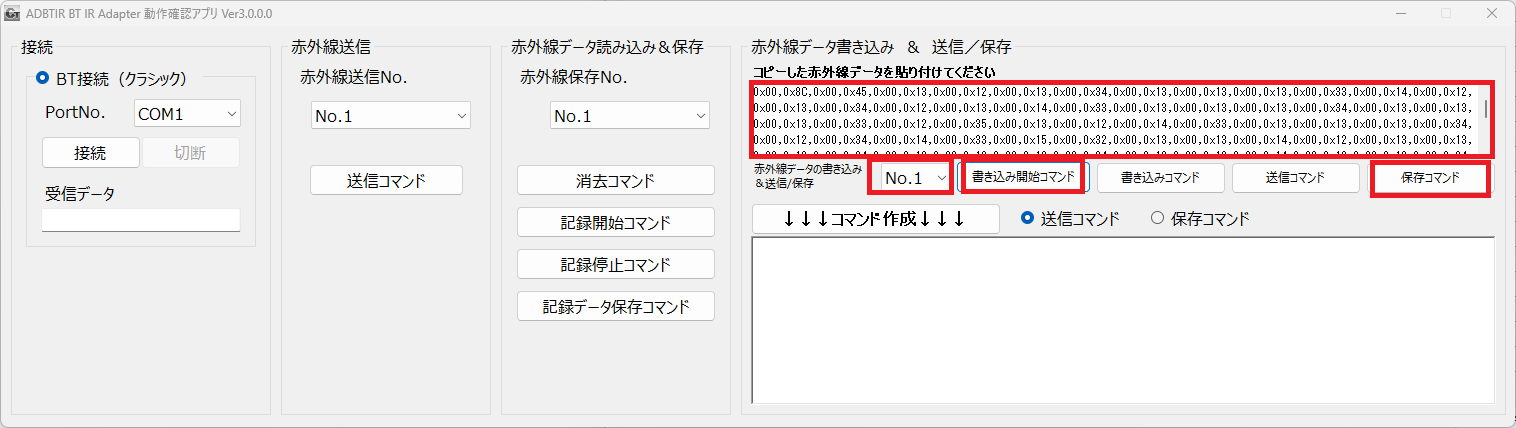 ADBTIR BT IR Adapter 動作確認アプリ Ver3.0.0.0
接続
BT接続（クラシック）
PortNo.
COM1
接続
切断
受信データ
赤外線送信
赤外線送信No.
No.1
送信コマンド
赤外線データ読み込み＆保存
赤外線保存No.
No.1
消去コマンド
記録開始コマンド
記録停止コマンド
記録データ保存コマンド
赤外線データ書き込み　＆　送信／保存
コピーした赤外線データを貼り付けてください
0x00,0x8C,0x00,0x45,0x00,0x13,0x00,0x12,0x00,0x13,0x00,0x34,0x00,0x13,0x00,0x13,0x00,0x13,0x00,0x33,0x00,0x14,0x00,0x12,
0x00,0x13,0x00,0x34,0x00,0x12,0x00,0x34,0x00,0x13,0x00,0x14,0x00,0x33,0x00,0x13,0x00,0x34,0x00,0x13,0x00,0x13,
0x00,0x13,0x00,0x33,0x00,0x12,0x00,0x35,0x00,0x13,0x00,0x12,0x00,0x14,0x00,0x33,0x00,0x13,0x00,0x13,0x00,0x13,0x00,0x34,
0x00,0x12,0x00,0x13,0x00,0x34,0x00,0x14,0x00,0x33,0x00,0x15,0x00,0x32,0x00,0x13,0x00,0x13,0x00,0x14,0x00,0x12,0x00,0x13,
赤外線データの書き込み
＆送信/保存
No.1
書き込み開始コマンド
書き込みコマンド
送信コマンド
保存コマンド
↓↓↓コマンド作成↓↓↓
送信コマンド
保存コマンド